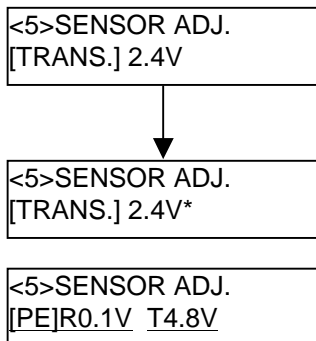 <5>SENSOR ADJ.
[TRANS.] 2.4V
<5>SENSOR ADJ.
[TRANS.] 2.4V*
<5>SENSOR ADJ.
[PE]R0.1V T4.8V